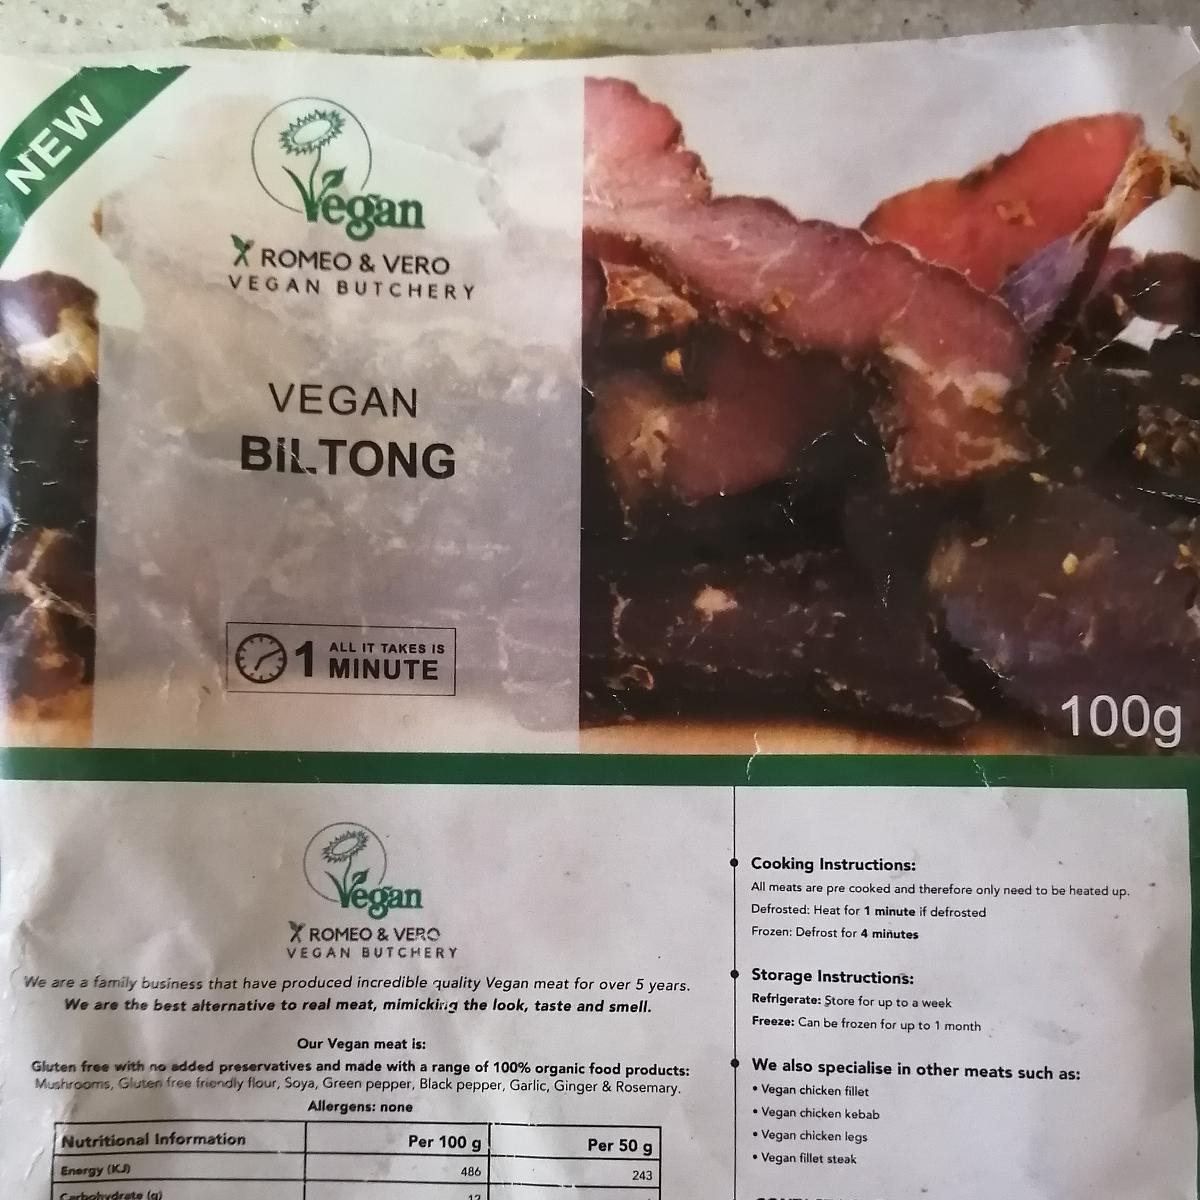 NEW
Vegan
ROMEO & VERO
VEGAN BUTCHERY
VEGAN
BILTONG
1 ALL IT TAKES IS
MINUTE
100g
Vegan
ROMEO & VERO
VEGAN BUTCHERY
We are a family business that have produced incredible quality Vegan meat for over 5 years.
We are the best alternative to real meat, mimicking the look, taste and smell.
Our Vegan meat is:
Gluten free with no added preservatives and made with a range of 100% organic food products:
Mushrooms, Gluten free friendly flour, Soya, Green pepper, Black pepper, Garlic, Ginger & Rosemary.
Allergens: none
Nutritional Information Per 100 g Per 50 g
Energy (KJ) 486 243
Carbohydrate (g) 12
Cooking Instructions:
All meats are pre cooked and therefore only need to be heated up.
Defrosted: Heat for 1 minute if defrosted
Frozen: Defrost for 4 minutes
Storage Instructions:
Refrigerate: Store for up to a week
Freeze: Can be frozen for up to 1 month
We also specialise in other meats such as:
• Vegan chicken fillet
• Vegan chicken kebab
• Vegan chicken legs
• Vegan fillet steak